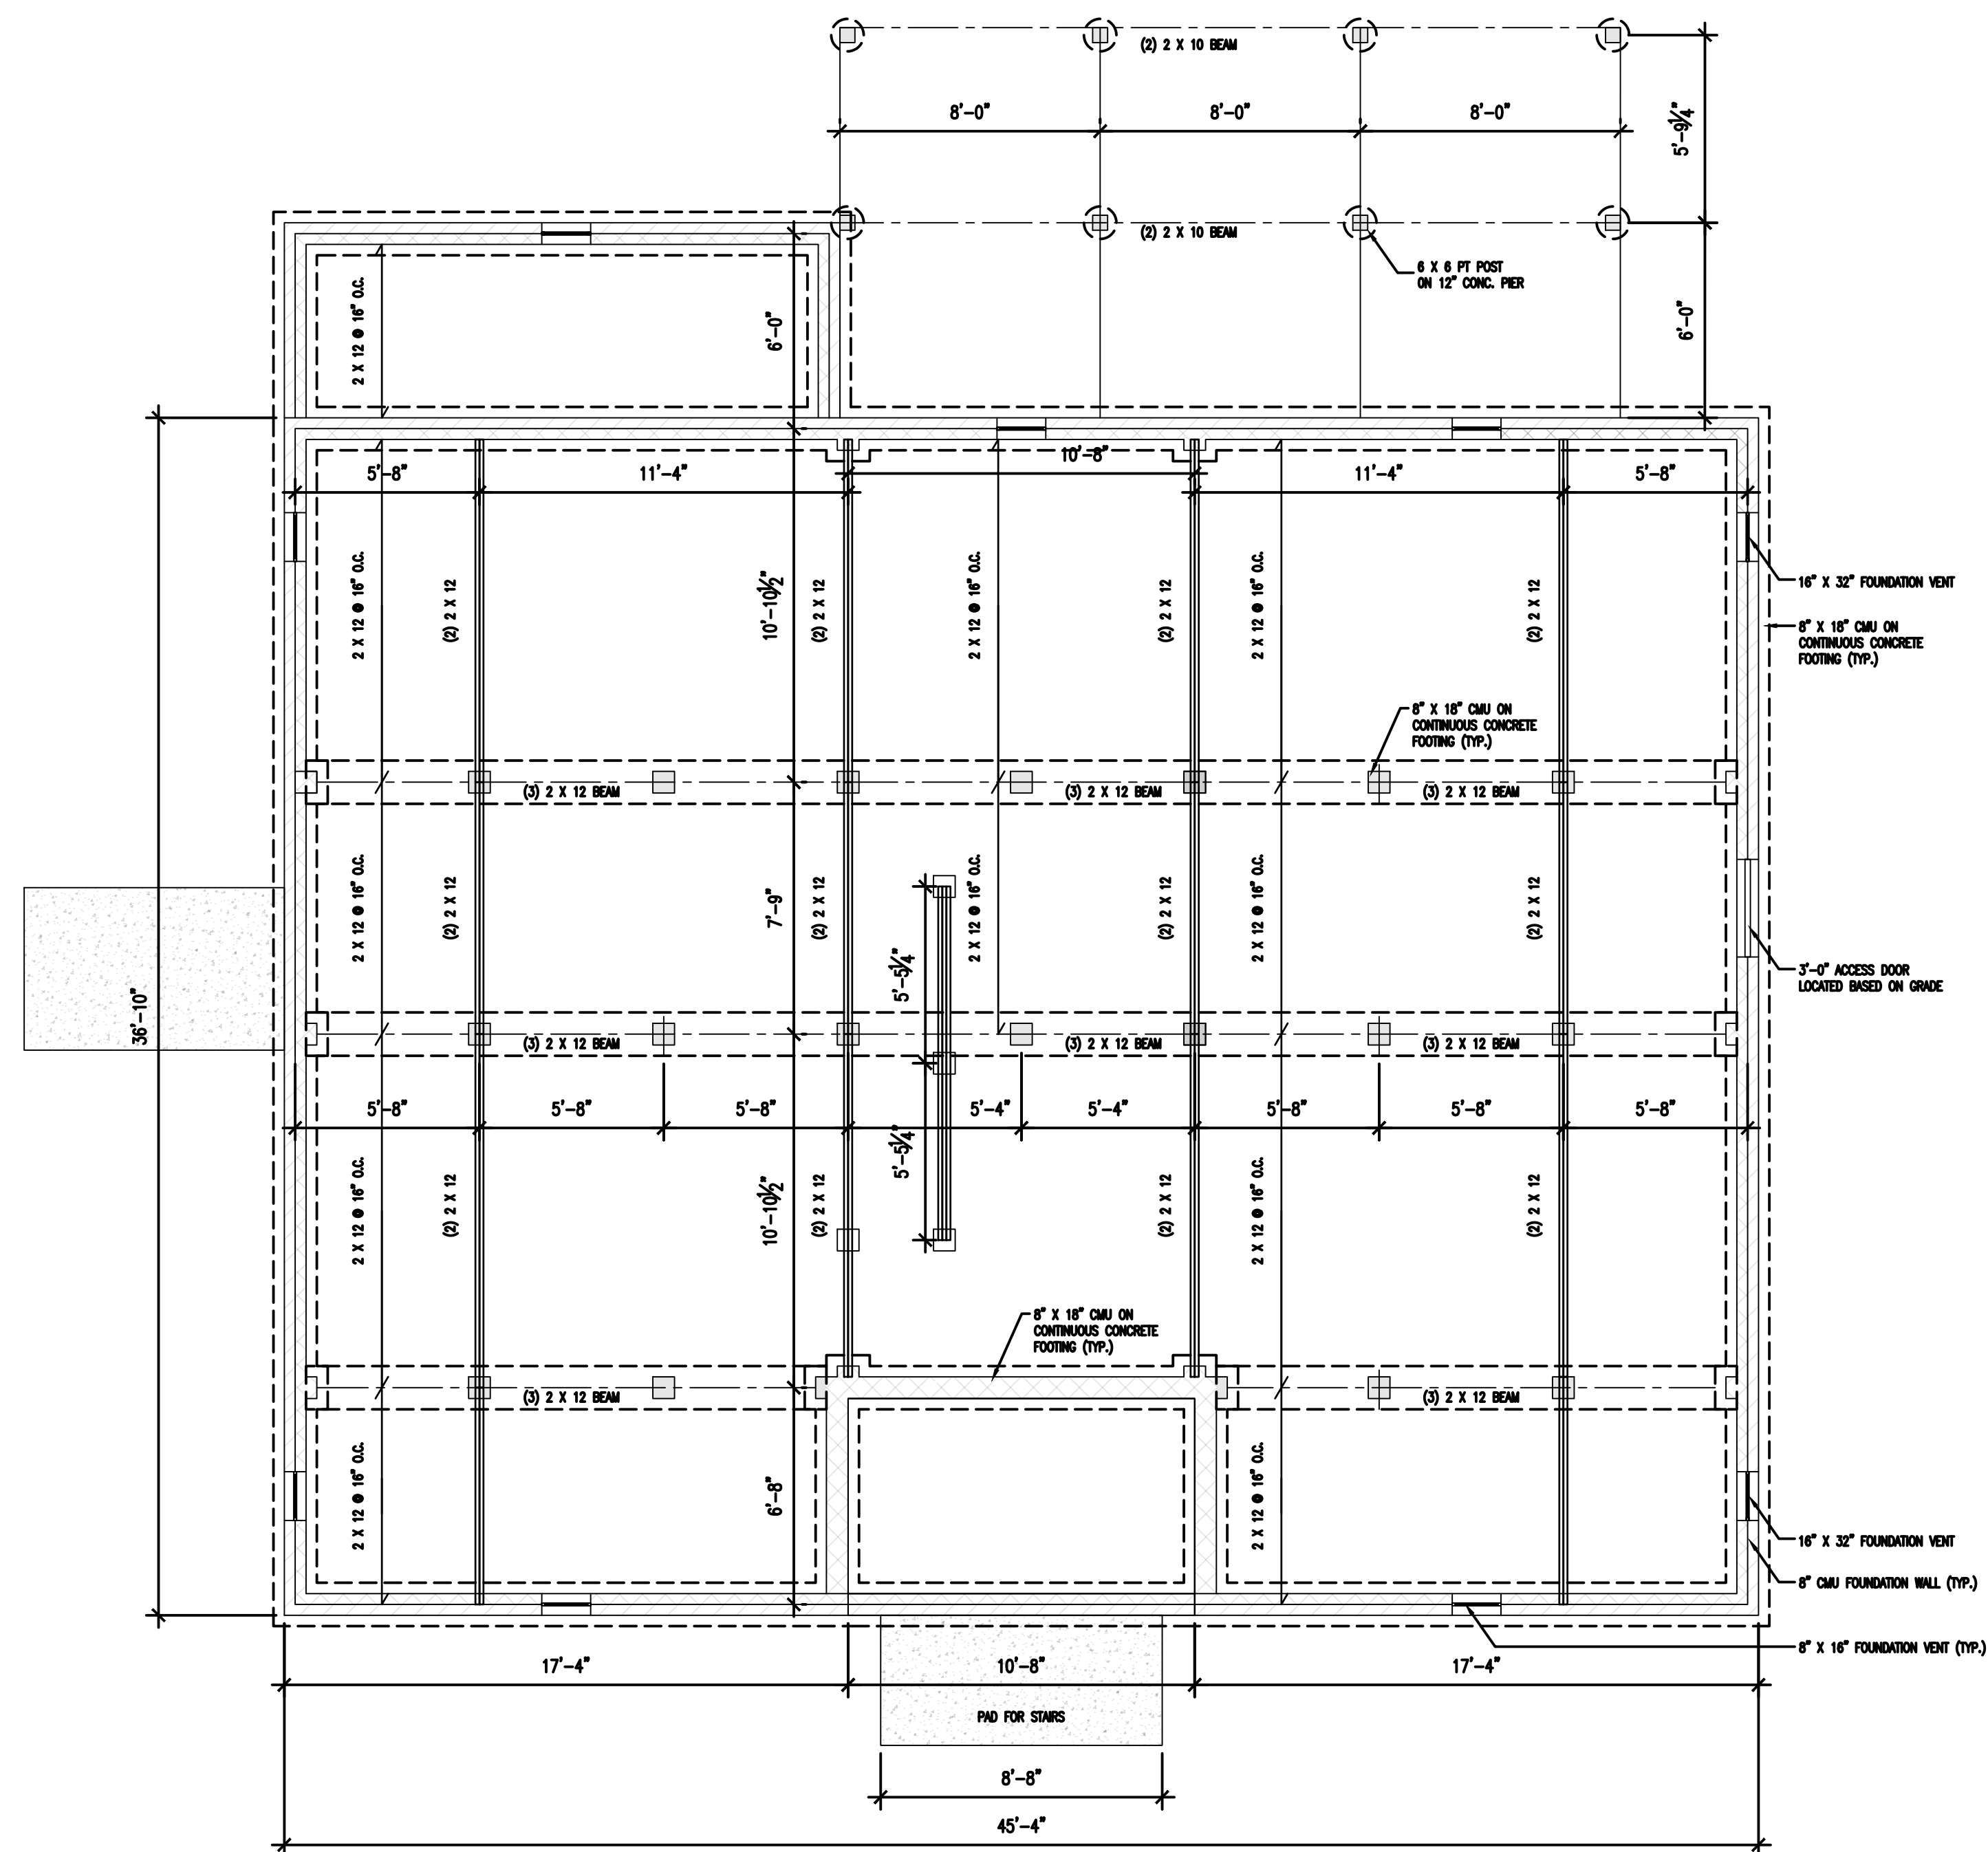 (2) 2 X 10 BEAM
8'-0"
8'-0"
8'-0"
5'-9 1/4"
(2) 2 X 10 BEAM
6 X 6 PT POST
ON 12" CONC. PIER
2 X 12 @ 16" O.C.
6'-0"
6'-0"
5'-8"
11'-4"
10'-8"
11'-4"
5'-8"
2 X 12 @ 16" O.C.
(2) 2 X 12
10'-10 1/2"
(2) 2 X 12
2 X 12 @ 16" O.C.
(2) 2 X 12
2 X 12 @ 16" O.C.
(2) 2 X 12
16" X 32" FOUNDATION VENT
8" X 18" CMU ON
CONTINUOUS CONCRETE
FOOTING (TYP.)
8" X 18" CMU ON
CONTINUOUS CONCRETE
FOOTING (TYP.)
(3) 2 X 12 BEAM
(3) 2 X 12 BEAM
(3) 2 X 12 BEAM
36'-10"
2 X 12 @ 16" O.C.
(2) 2 X 12
7'-9"
(2) 2 X 12
5'-5 1/4"
2 X 12 @ 16" O.C.
(2) 2 X 12
2 X 12 @ 16" O.C.
(2) 2 X 12
3'-0" ACCESS DOOR
LOCATED BASED ON GRADE
(3) 2 X 12 BEAM
(3) 2 X 12 BEAM
(3) 2 X 12 BEAM
5'-8"
5'-8"
5'-8"
5'-4"
5'-4"
5'-8"
5'-8"
5'-8"
2 X 12 @ 16" O.C.
(2) 2 X 12
10'-10 1/2"
(2) 2 X 12
5'-5 1/4"
(2) 2 X 12
2 X 12 @ 16" O.C.
(2) 2 X 12
8" X 18" CMU ON
CONTINUOUS CONCRETE
FOOTING (TYP.)
(3) 2 X 12 BEAM
(3) 2 X 12 BEAM
2 X 12 @ 16" O.C.
6'-8"
2 X 12 @ 16" O.C.
16" X 32" FOUNDATION VENT
8" CMU FOUNDATION WALL (TYP.)
8" X 16" FOUNDATION VENT (TYP.)
17'-4"
10'-8"
17'-4"
PAD FOR STAIRS
8'-8"
45'-4"